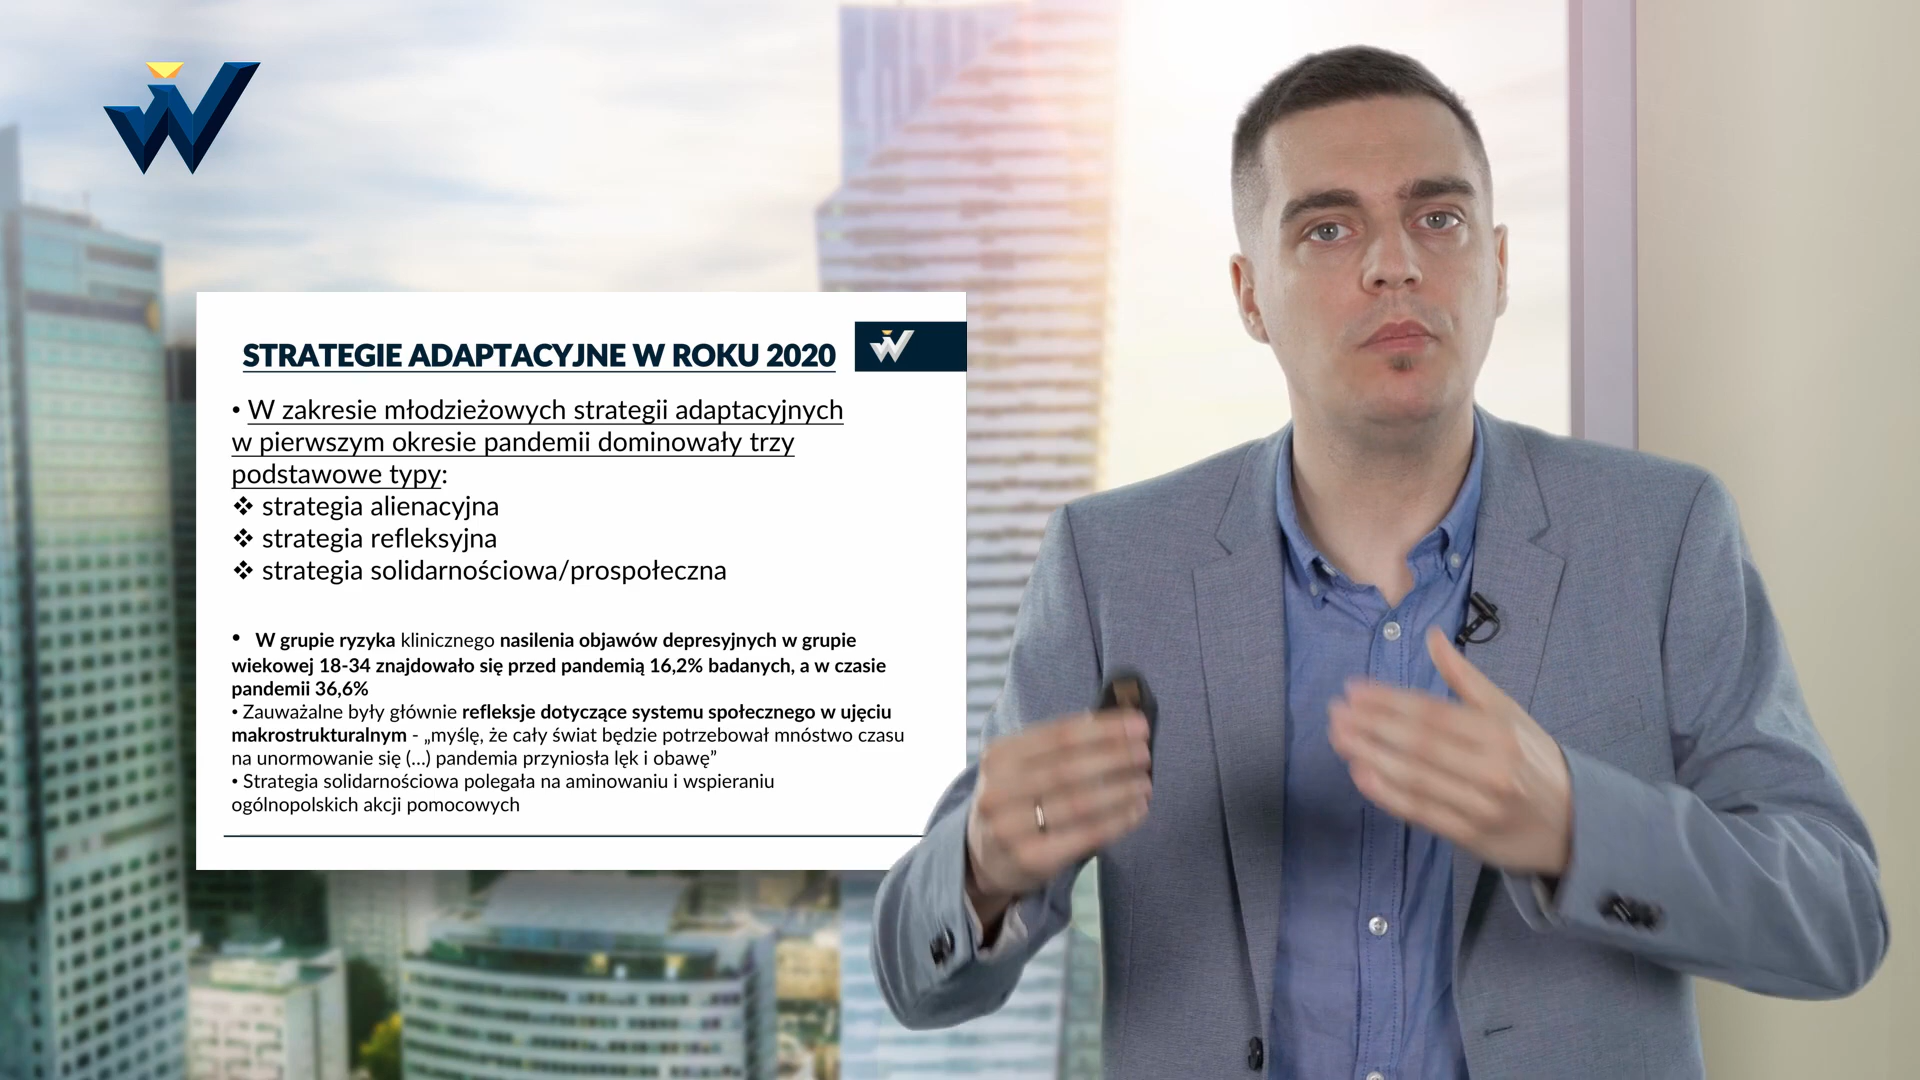 STRATEGIE ADAPTACYJNE W ROKU 2020
• W zakresie młodzieżowych strategii adaptacyjnych
w pierwszym okresie pandemii dominowały trzy
podstawowe typy:
❖ strategia alienacyjna
❖ strategia refleksyjna
❖ strategia solidarnościowa/prospołeczna
• W grupie ryzyka klinicznego nasilenia objawów depresyjnych w grupie
wiekowej 18-34 znajdowało się przed pandemią 16,2% badanych, a w czasie
pandemii 36,6%
• Zauważalne były głównie refleksje dotyczące systemu społecznego w ujęciu
makrostrukturalnym - „myślę, że cały świat będzie potrzebował mnóstwo czasu
na unormowanie się (...) pandemia przyniosła lęk i obawę”
• Strategia solidarnościowa polegała na aminowaniu i wspieraniu
ogólnopolskich akcji pomocowych